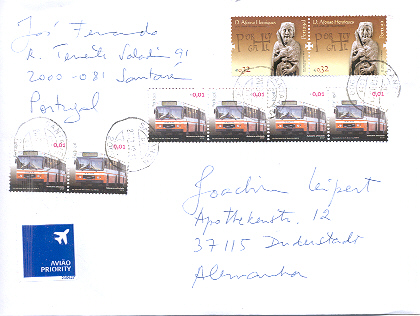 José Fernando
R. Tenente Valadim 91
2000-081 Santarém
Portugal
D. Afonso Henriques
D. Afonso Henriques
€0,32
€0,32
0,01
0,01
0,01
0,01
0,01
0,01
Joachim Leipert
Apothekenstr. 12
37115 Duderstadt
Alemanha
AVIÃO
PRIORITY